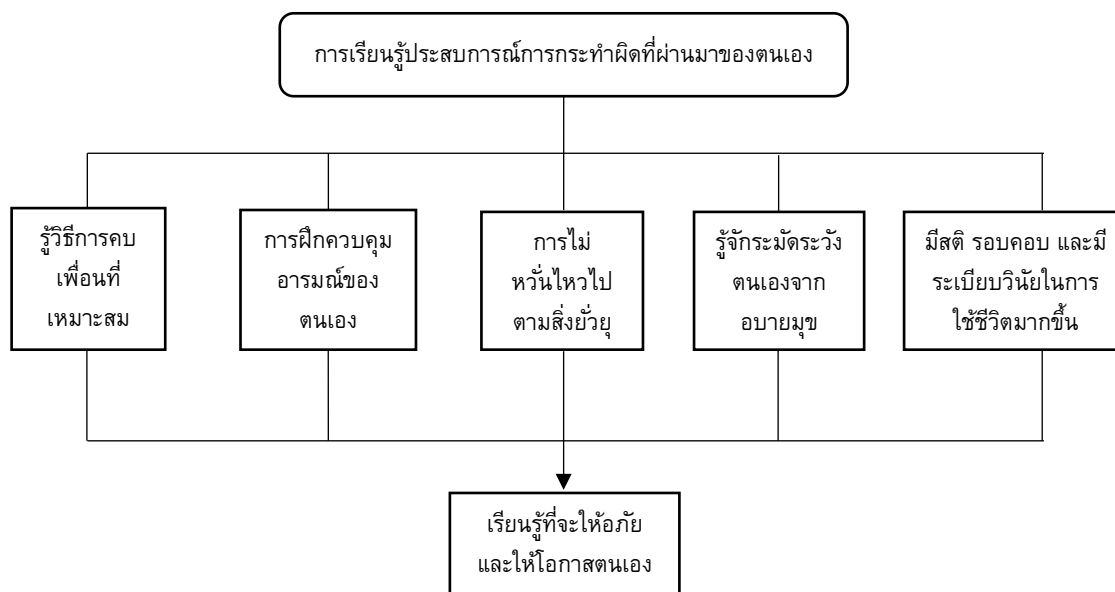 การเรียนรู้ประสบการณ์การกระทำผิดที่ผ่านมาของตนเอง
รู้วิธีการคบ
เพื่อนที่
เหมาะสม
การฝึกควบคุม
อารมณ์ของ
ตนเอง
การไม่
หวั่นไหวไป
ตามสิ่งยั่วยุ
รู้จักระมัดระวัง
ตนเองจาก
อบายมุข
มีสติ รอบคอบ และมี
ระเบียบวินัยในการ
ใช้ชีวิตมากขึ้น
เรียนรู้ที่จะให้อภัย
และให้โอกาสตนเอง